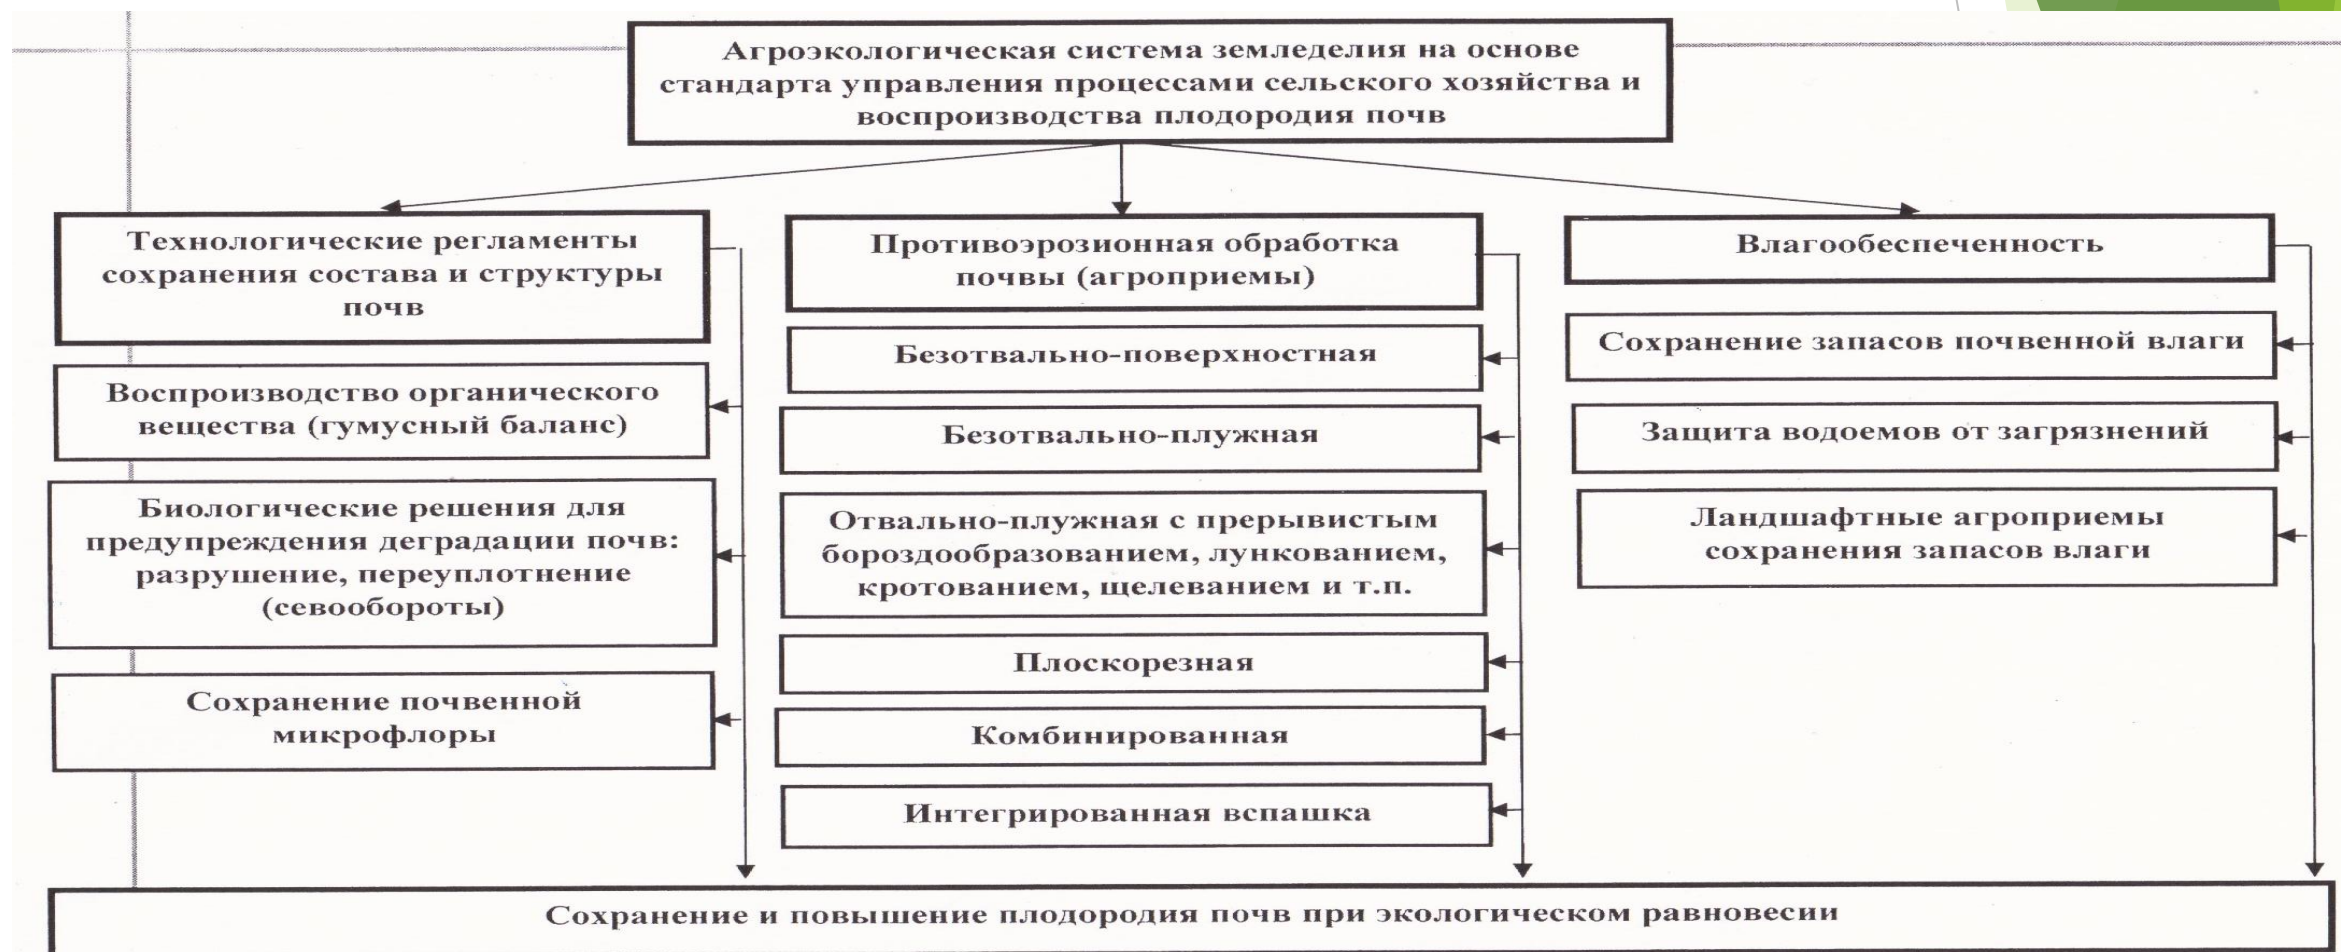 Агроэкологическая система земледелия на основе
стандарта управления процессами сельского хозяйства и
воспроизводства плодородия почв
Технологические регламенты
сохранения состава и структуры
почв
Воспроизводство органического
вещества (гумусный баланс)
Биологические решения для
предупреждения деградации почв:
разрушение, переуплотнение
(севообороты)
Сохранение почвенной
микрофлоры
Противоэрозионная обработка
почвы (агроприемы)
Безотвально-поверхностная
Безотвально-плужная
Отвально-плужная с прерывистым
бороздообразованием, лункованием,
кротованием, щелеванием и т.п.
Плоскорезная
Комбинированная
Интегрированная вспашка
Влагообеспеченность
Сохранение запасов почвенной влаги
Защита водоемов от загрязнений
Ландшафтные агроприемы
сохранения запасов влаги
Сохранение и повышение плодородия почв при экологическом равновесии